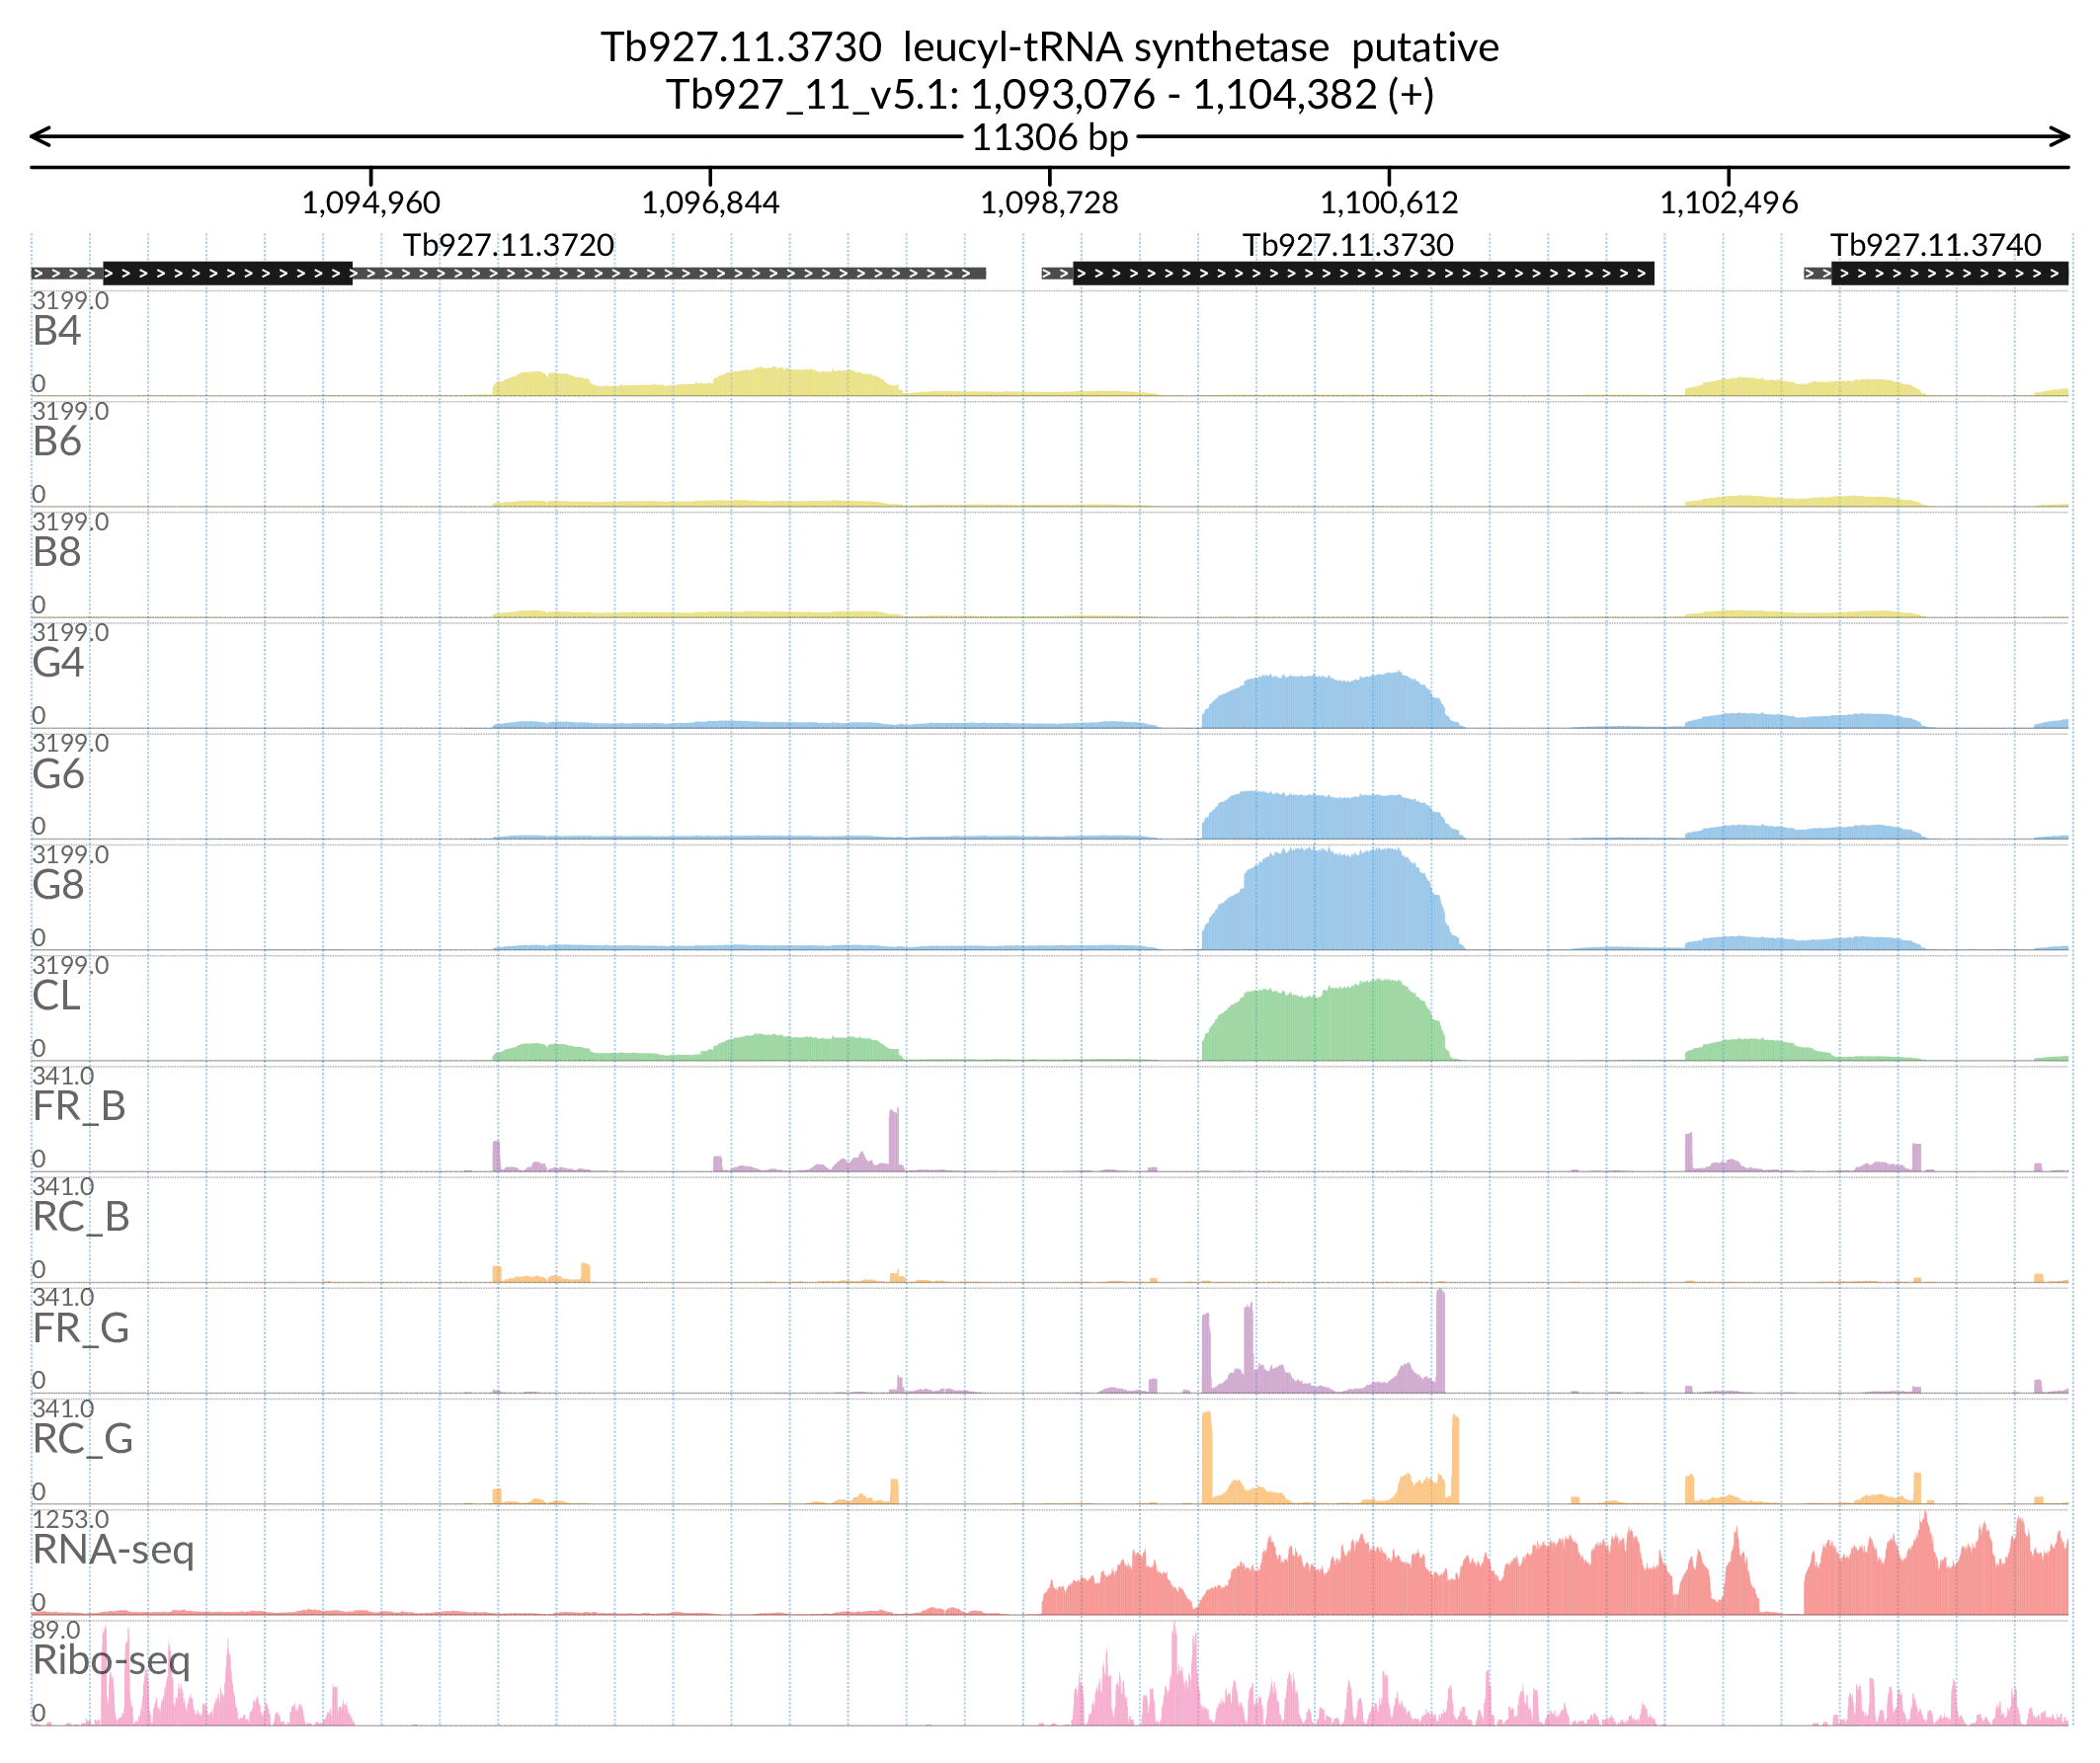 Tb927.11.3730 leucyl-tRNA synthetase putative
Tb927_11_v5.1: 1,093,076 - 1,104,382 (+)
11306 bp
1,094,960 1,096,844 1,098,728 1,100,612 1,102,496
Tb927.11.3720 Tb927.11.3730 Tb927.11.3740
3199.0
B4
0
3199.0
B6
0
3199.0
B8
0
3199.0
G4
0
3199.0
G6
0
3199.0
G8
0
3199.0
CL
0
341.0
FR_B
0
341.0
RC_B
0
341.0
FR_G
0
341.0
RC_G
0
1253.0
RNA-seq
0
89.0
Ribo-seq
0